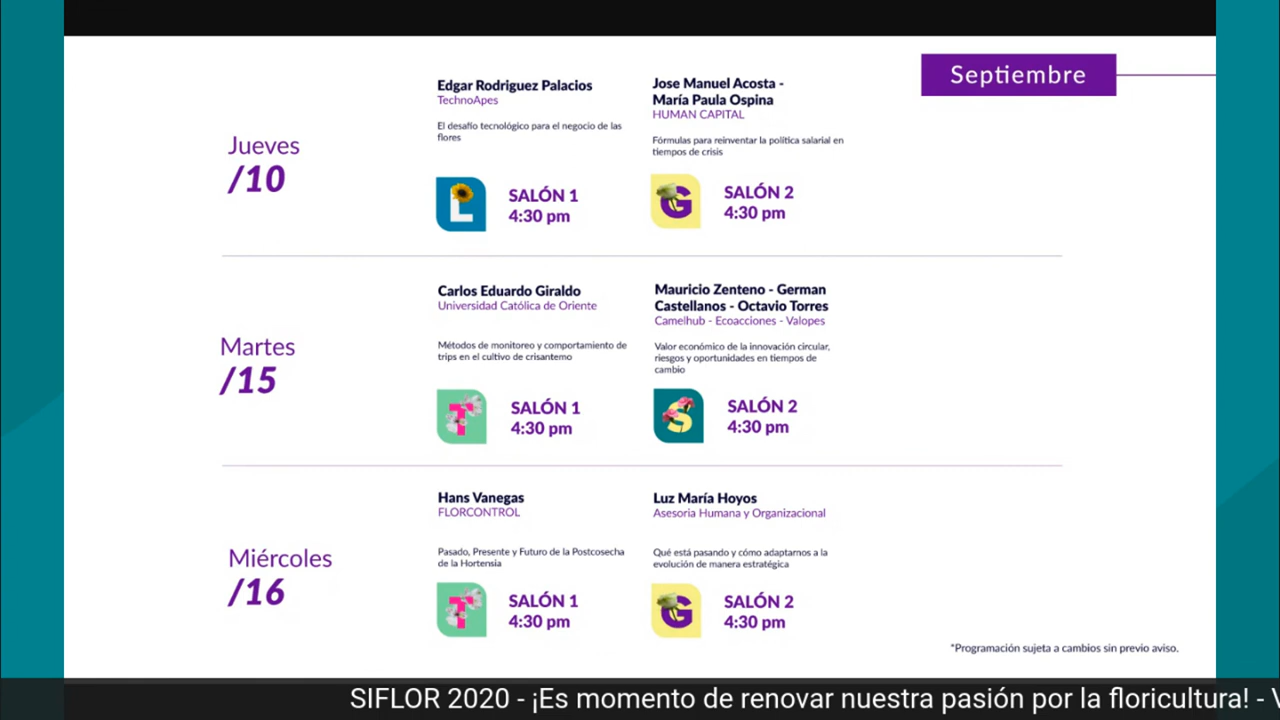 Septiembre
Jueves
/10
Edgar Rodriguez Palacios
TechnoApes
El desafío tecnológico para el negocio de las
flores
L
SALÓN 1
4:30 pm
Jose Manuel Acosta -
María Paula Ospina
HUMAN CAPITAL
Fórmulas para reinventar la política salarial en
tiempos de crisis
G
SALÓN 2
4:30 pm
Martes
/15
Carlos Eduardo Giraldo
Universidad Católica de Oriente
Métodos de monitoreo y comportamiento de
trips en el cultivo de crisantemo
T
SALÓN 1
4:30 pm
Mauricio Zenteno - German
Castellanos - Octavio Torres
Camelhub - Ecoacciones - Valopes
Valor económico de la innovación circular,
riesgos y oportunidades en tiempos de
cambio
S
SALÓN 2
4:30 pm
Miércoles
/16
Hans Vanegas
FLORCONTROL
Pasado, Presente y Futuro de la Postcosecha
de la Hortensia
T
SALÓN 1
4:30 pm
Luz María Hoyos
Asesoria Humana y Organizacional
Qué está pasando y cómo adaptarnos a la
evolución de manera estratégica
G
SALÓN 2
4:30 pm
*Programación sujeta a cambios sin previo aviso.
SIFLOR 2020 - ¡Es momento de renovar nuestra pasión por la floricultura! -